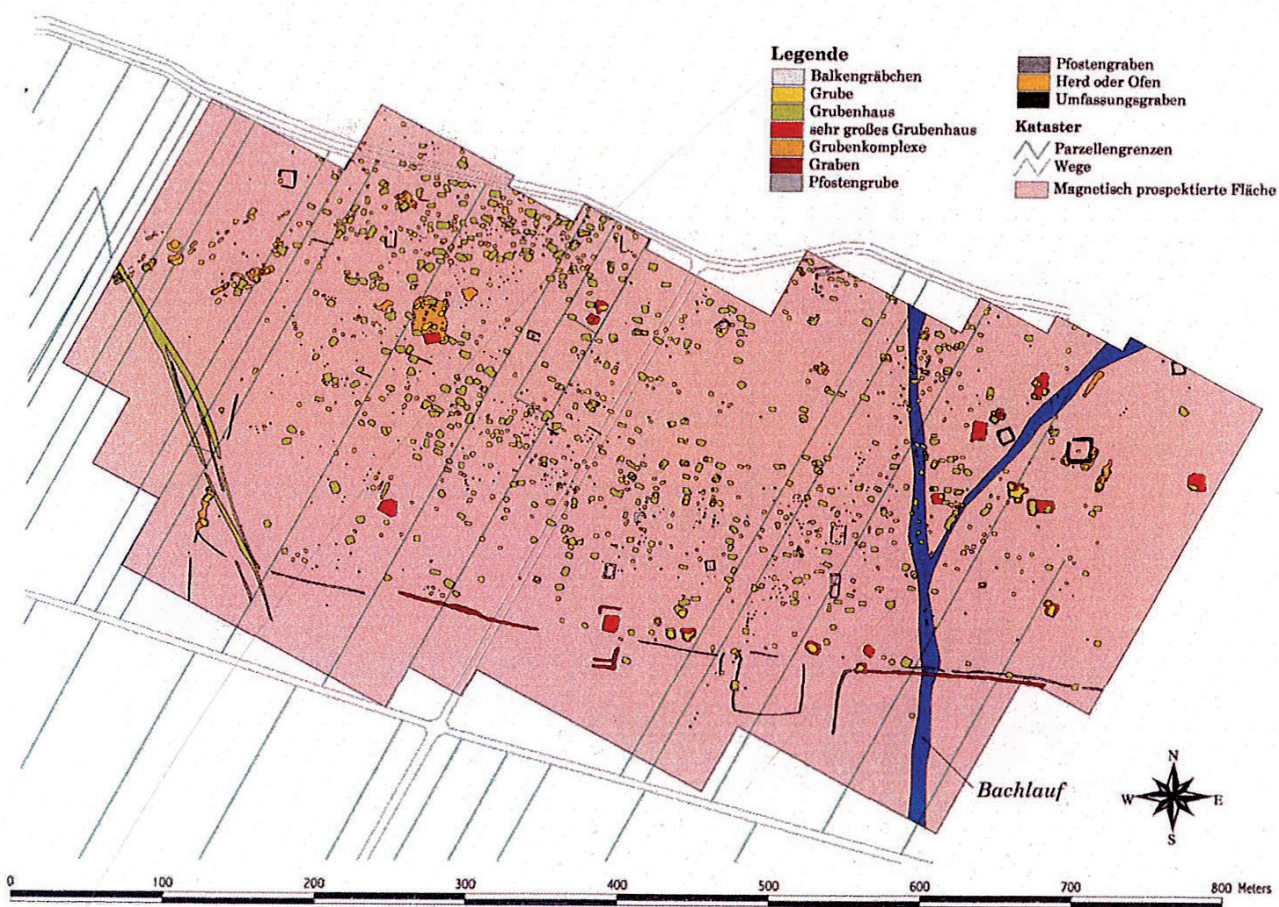 Legende
Balkengräbchen
Grube
Grubenhaus
sehr großes Grubenhaus
Grubenkomplexe
Graben
Pfostengrube
Pfostengraben
Herd oder Ofen
Umfassungsgraben
Kataster
Parzellengrenzen
Wege
Magnetisch prospektierte Fläche
Bachlauf
N
W E
S
0 100 200 300 400 500 600 700 800 Meters